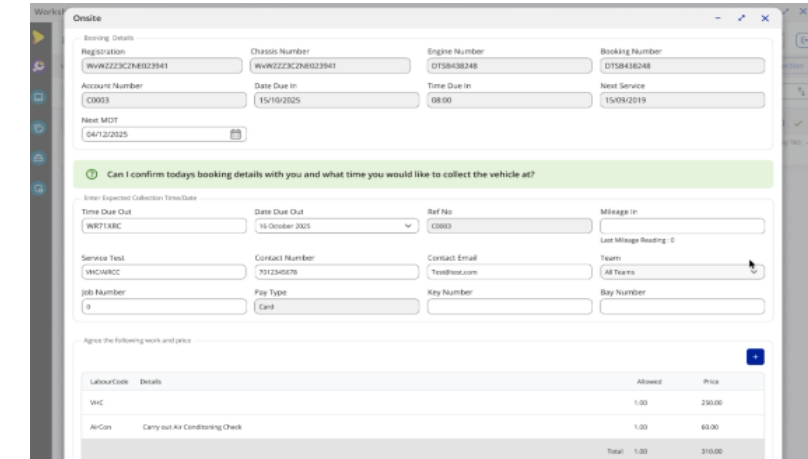 Onsite
Booking Details
Registration Chassis Number Engine Number Booking Number
WvWZZZ3CZNE023941 WvWZZZ3CZNE023941 DTSB438248 DTSB438248
Account Number Date Due In Time Due In Next Service
C0003 15/10/2025 08:00 15/09/2019
Next MOT
04/12/2025
Can I confirm todays booking details with you and what time you would like to collect the vehicle at?
Enter Expected Collection Time/Date
Time Due Out Date Due Out Ref No Mileage In
WR71XRC 16 October 2025 C0003
Last Mileage Reading : 0
Service Text Contact Number Contact Email Team
VHC/AIRCC 7012345678 Test@test.com All Teams
Job Number Pay Type Key Number Bay Number
0 Card
Agree the following work and price
+
LabourCode Details Allowed Price
VHC 1.00 250.00
AirCon Carry out Air Conditioning Check 1.00 60.00
Total 1.00 310.00